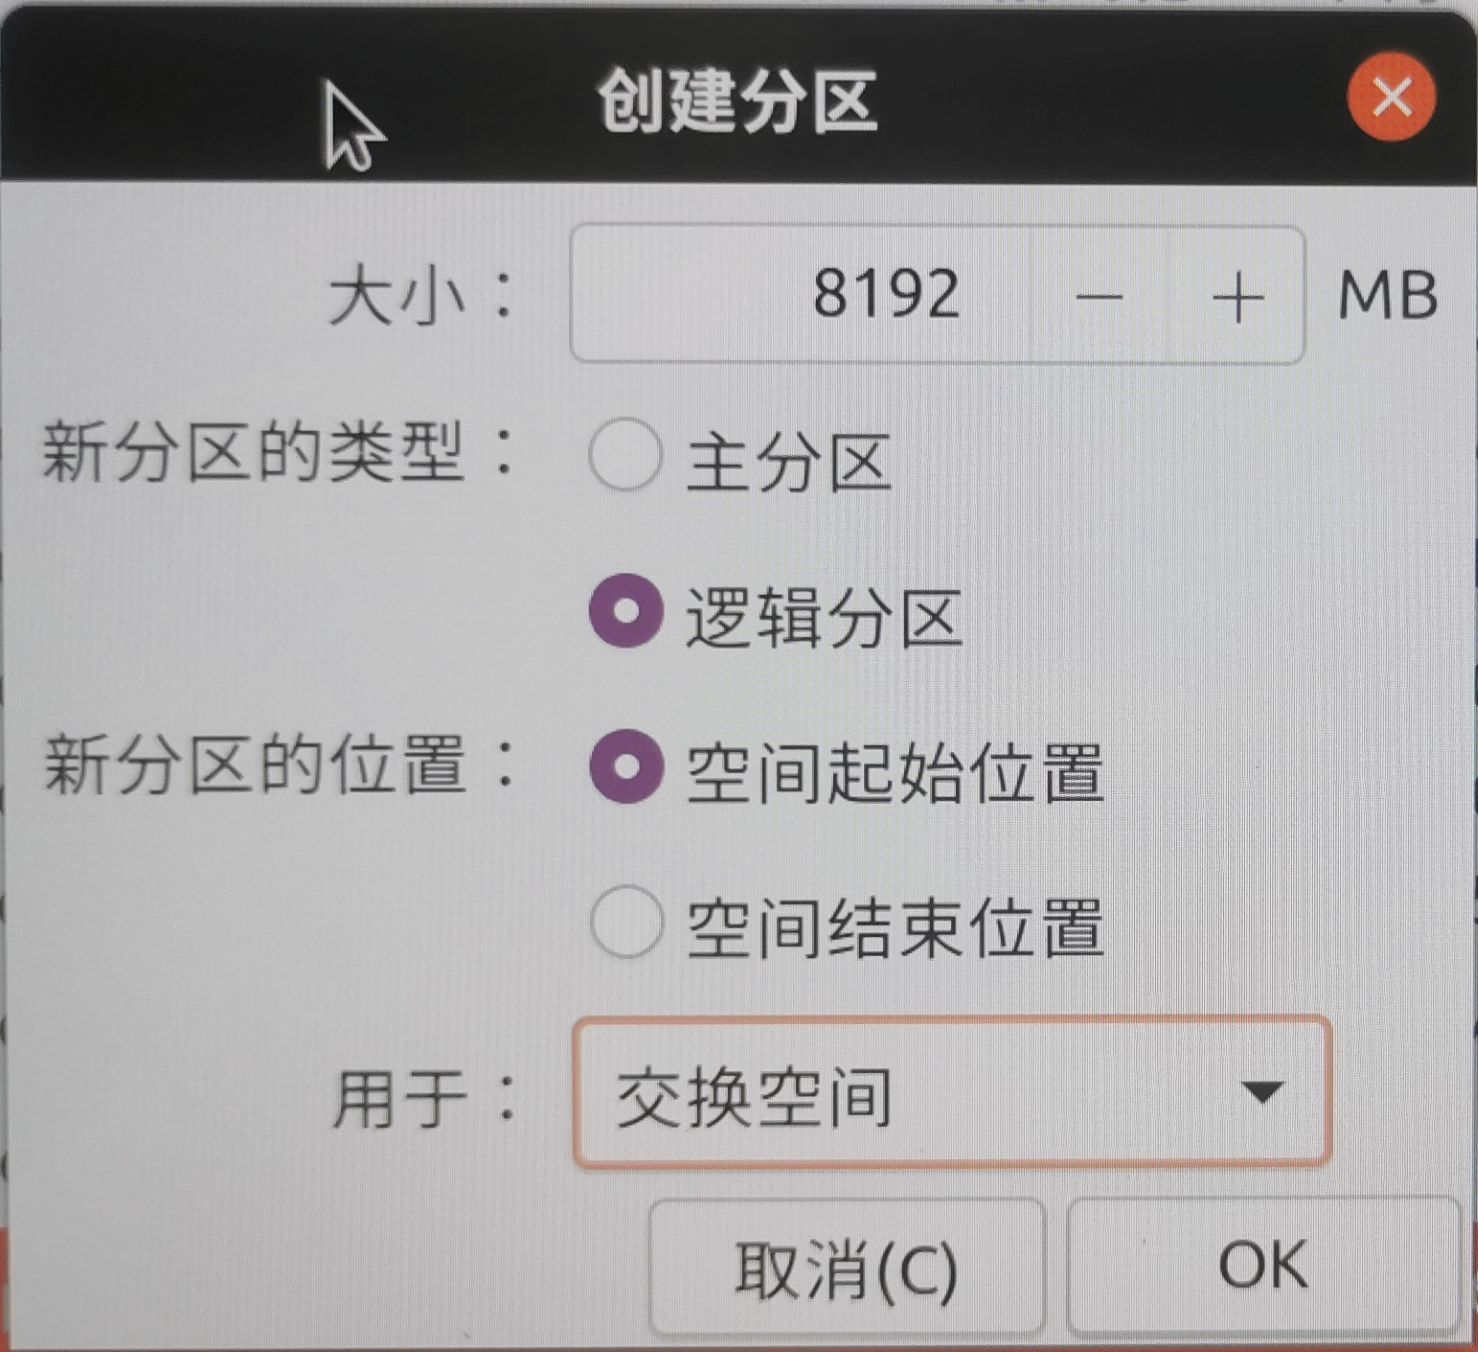 创建分区
大小： 8192 MB
新分区的类型： 主分区
逻辑分区
新分区的位置： 空间起始位置
空间结束位置
用于： 交换空间
取消(C) OK